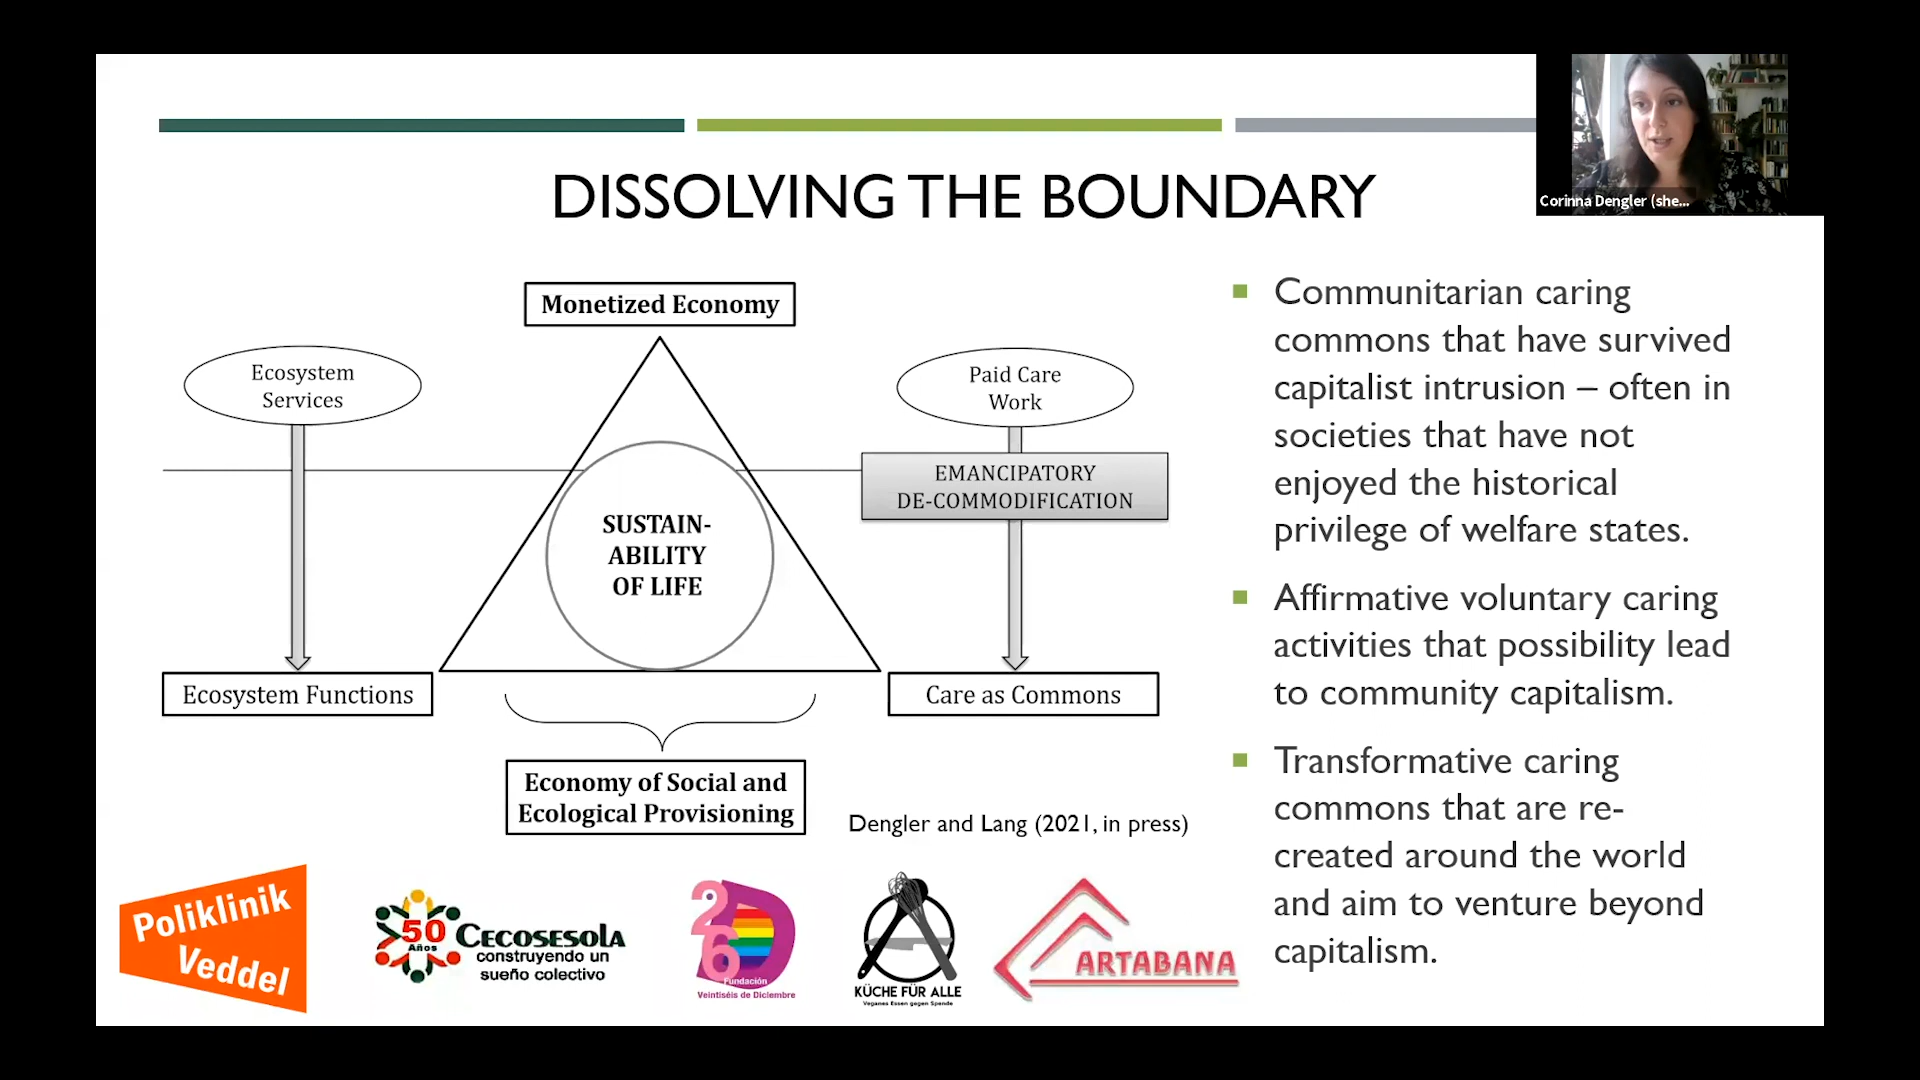 Corinna Dengler (she...
DISSOLVING THE BOUNDARY
Monetized Economy
Ecosystem
Services
Paid Care
Work
EMANCIPATORY
DE-COMMODIFICATION
SUSTAIN-
ABILITY
OF LIFE
Ecosystem Functions
Care as Commons
Economy of Social and
Ecological Provisioning
Dengler and Lang (2021, in press)
Communitarian caring
commons that have survived
capitalist intrusion – often in
societies that have not
enjoyed the historical
privilege of welfare states.
Affirmative voluntary caring
activities that possibility lead
to community capitalism.
Transformative caring
commons that are re-
created around the world
and aim to venture beyond
capitalism.
Poliklinik
Veddel
50
Años
CECOSESOLA
construyendo un
sueño colectivo
26D
Fundación
Veintiséis de Diciembre
KÜCHE FÜR ALLE
Veganes Essen gegen Spende
ARTABANA